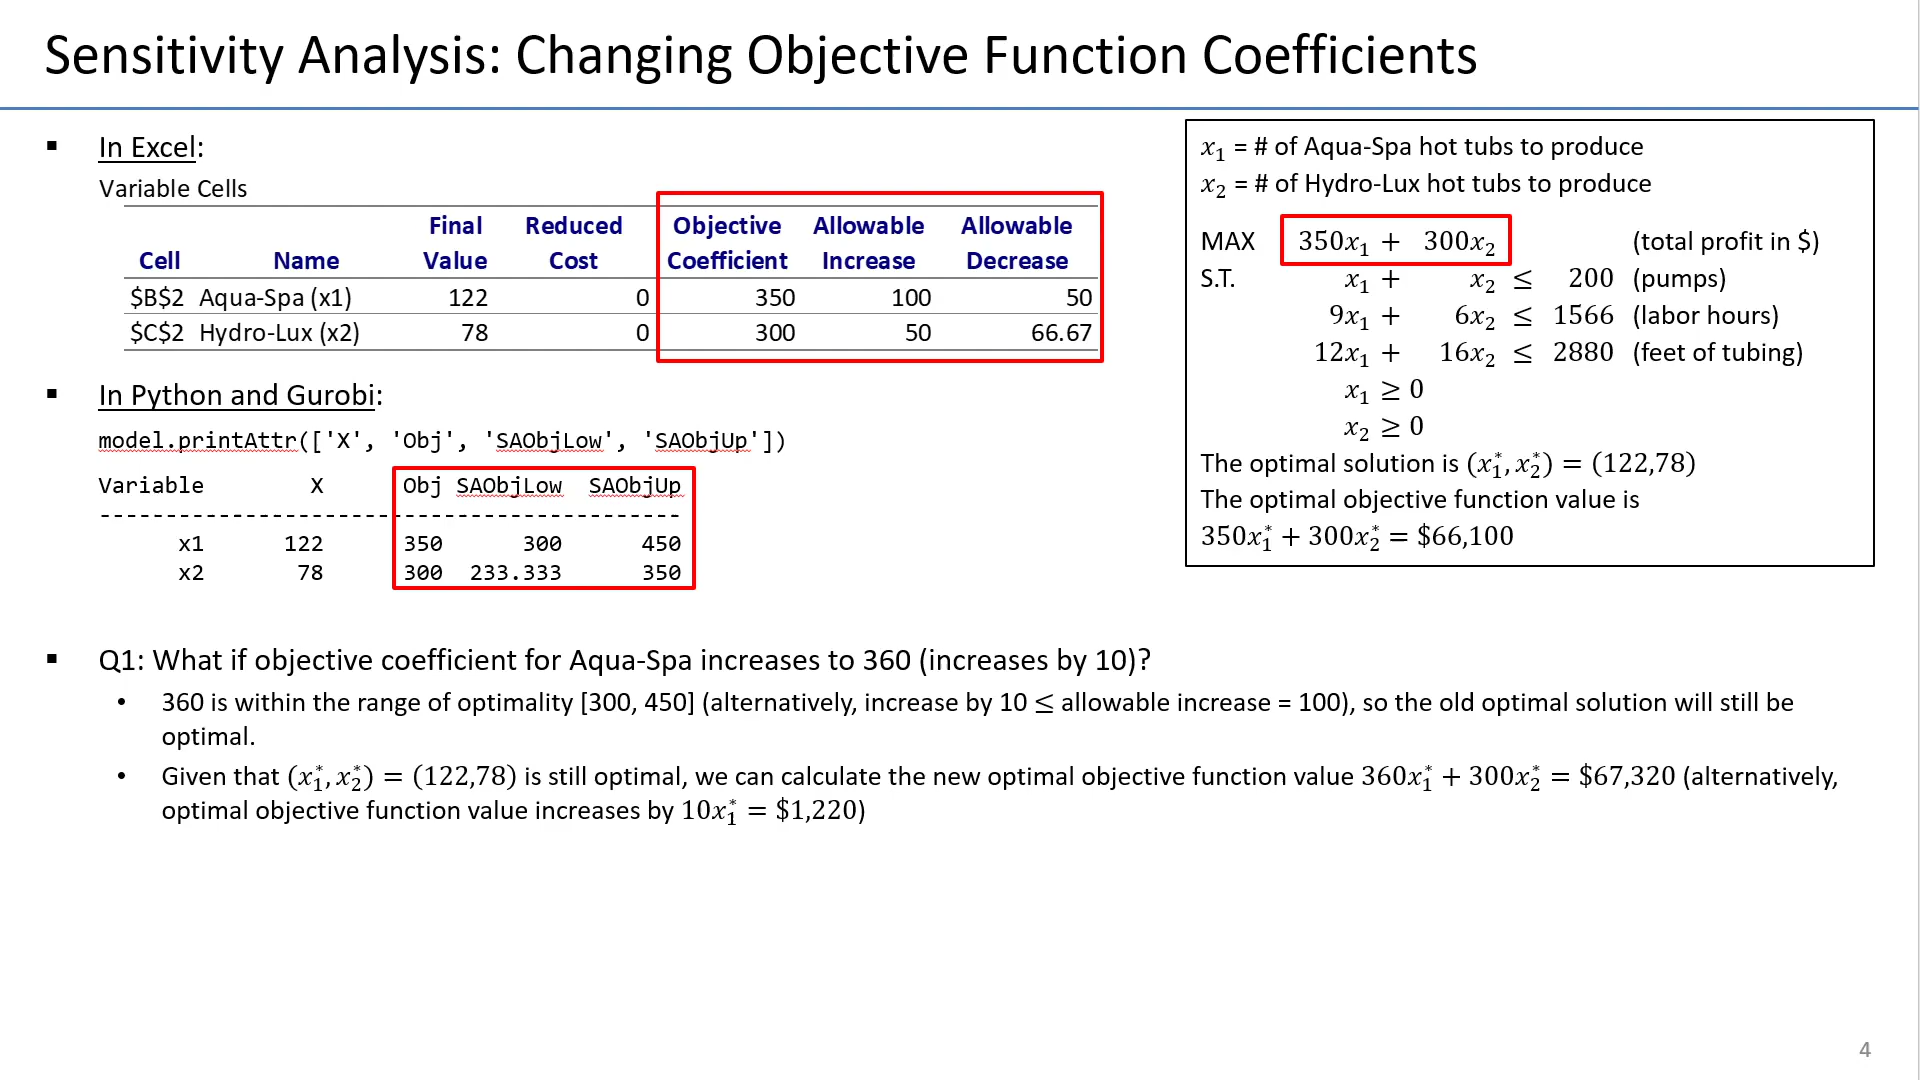 Sensitivity Analysis: Changing Objective Function Coefficients
▪ In Excel:
Variable Cells
Final Reduced Objective Allowable Allowable
Cell Name Value Cost Coefficient Increase Decrease
$B$2 Aqua-Spa (x1) 122 0 350 100 50
$C$2 Hydro-Lux (x2) 78 0 300 50 66.67
▪ In Python and Gurobi:
model.printAttr(['X', 'Obj', 'SAObjLow', 'SAObjUp'])
Variable X Obj SAObjLow SAObjUp
--------------------------------------------
x1 122 350 300 450
x2 78 300 233.333 350
x₁ = # of Aqua-Spa hot tubs to produce
x₂ = # of Hydro-Lux hot tubs to produce
MAX 350x₁ + 300x₂ (total profit in $)
S.T. x₁ + x₂ ≤ 200 (pumps)
9x₁ + 6x₂ ≤ 1566 (labor hours)
12x₁ + 16x₂ ≤ 2880 (feet of tubing)
x₁ ≥ 0
x₂ ≥ 0
The optimal solution is (x₁*, x₂*) = (122,78)
The optimal objective function value is
350x₁* + 300x₂* = $66,100
▪ Q1: What if objective coefficient for Aqua-Spa increases to 360 (increases by 10)?
• 360 is within the range of optimality [300, 450] (alternatively, increase by 10 ≤ allowable increase = 100), so the old optimal solution will still be
optimal.
• Given that (x₁*, x₂*) = (122,78) is still optimal, we can calculate the new optimal objective function value 360x₁* + 300x₂* = $67,320 (alternatively,
optimal objective function value increases by 10x₁* = $1,220)
4